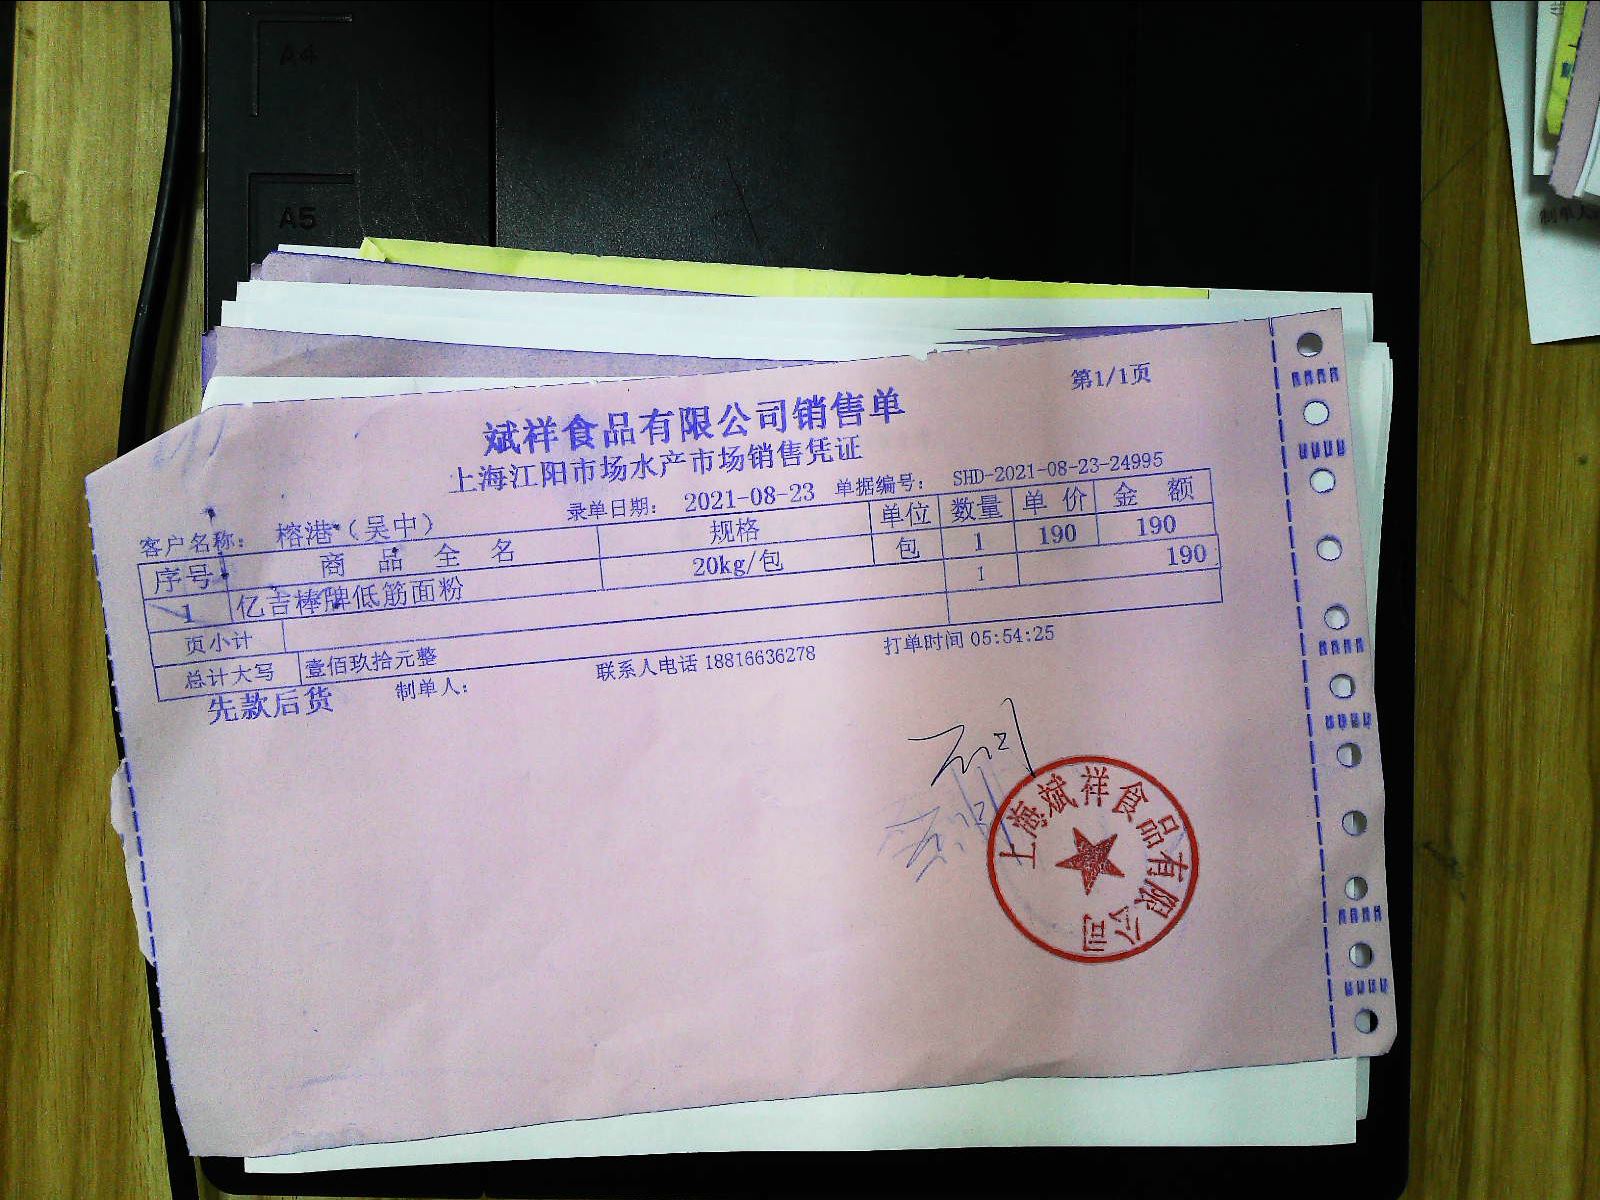 A4
A5
第1/1页
斌祥食品有限公司销售单
上海江阳市场水产市场销售凭证
录单日期： 2021-08-23 单据编号： SHD-2021-08-23-24995
客户名称： 榕港（吴中）
序号 商品全名 规格 单位 数量 单价 金额
1 亿吉棒牌低筋面粉 20kg/包 包 1 190 190
页小计 1 190
总计大写 壹佰玖拾元整
先款后货 制单人： 联系人电话 18816636278 打单时间 05:54:25
上海斌祥食品有限公司
制单人